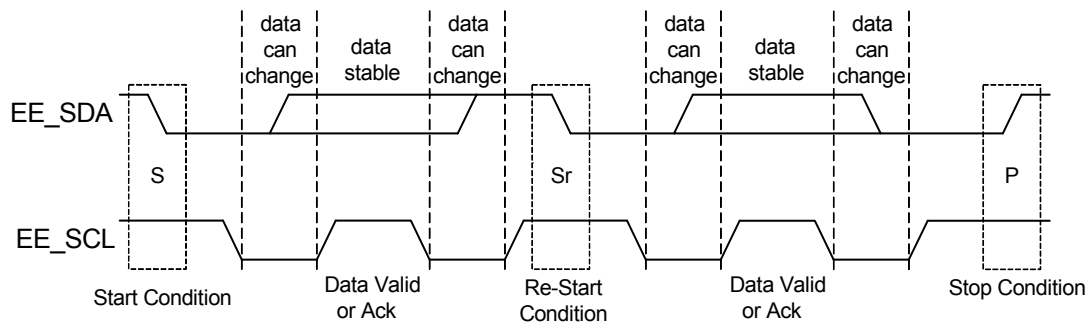 data can change
data stable
data can change
data can change
data stable
data can change
EE_SDA
S
Sr
P
EE_SCL
Start Condition
Data Valid or Ack
Re-Start Condition
Data Valid or Ack
Stop Condition